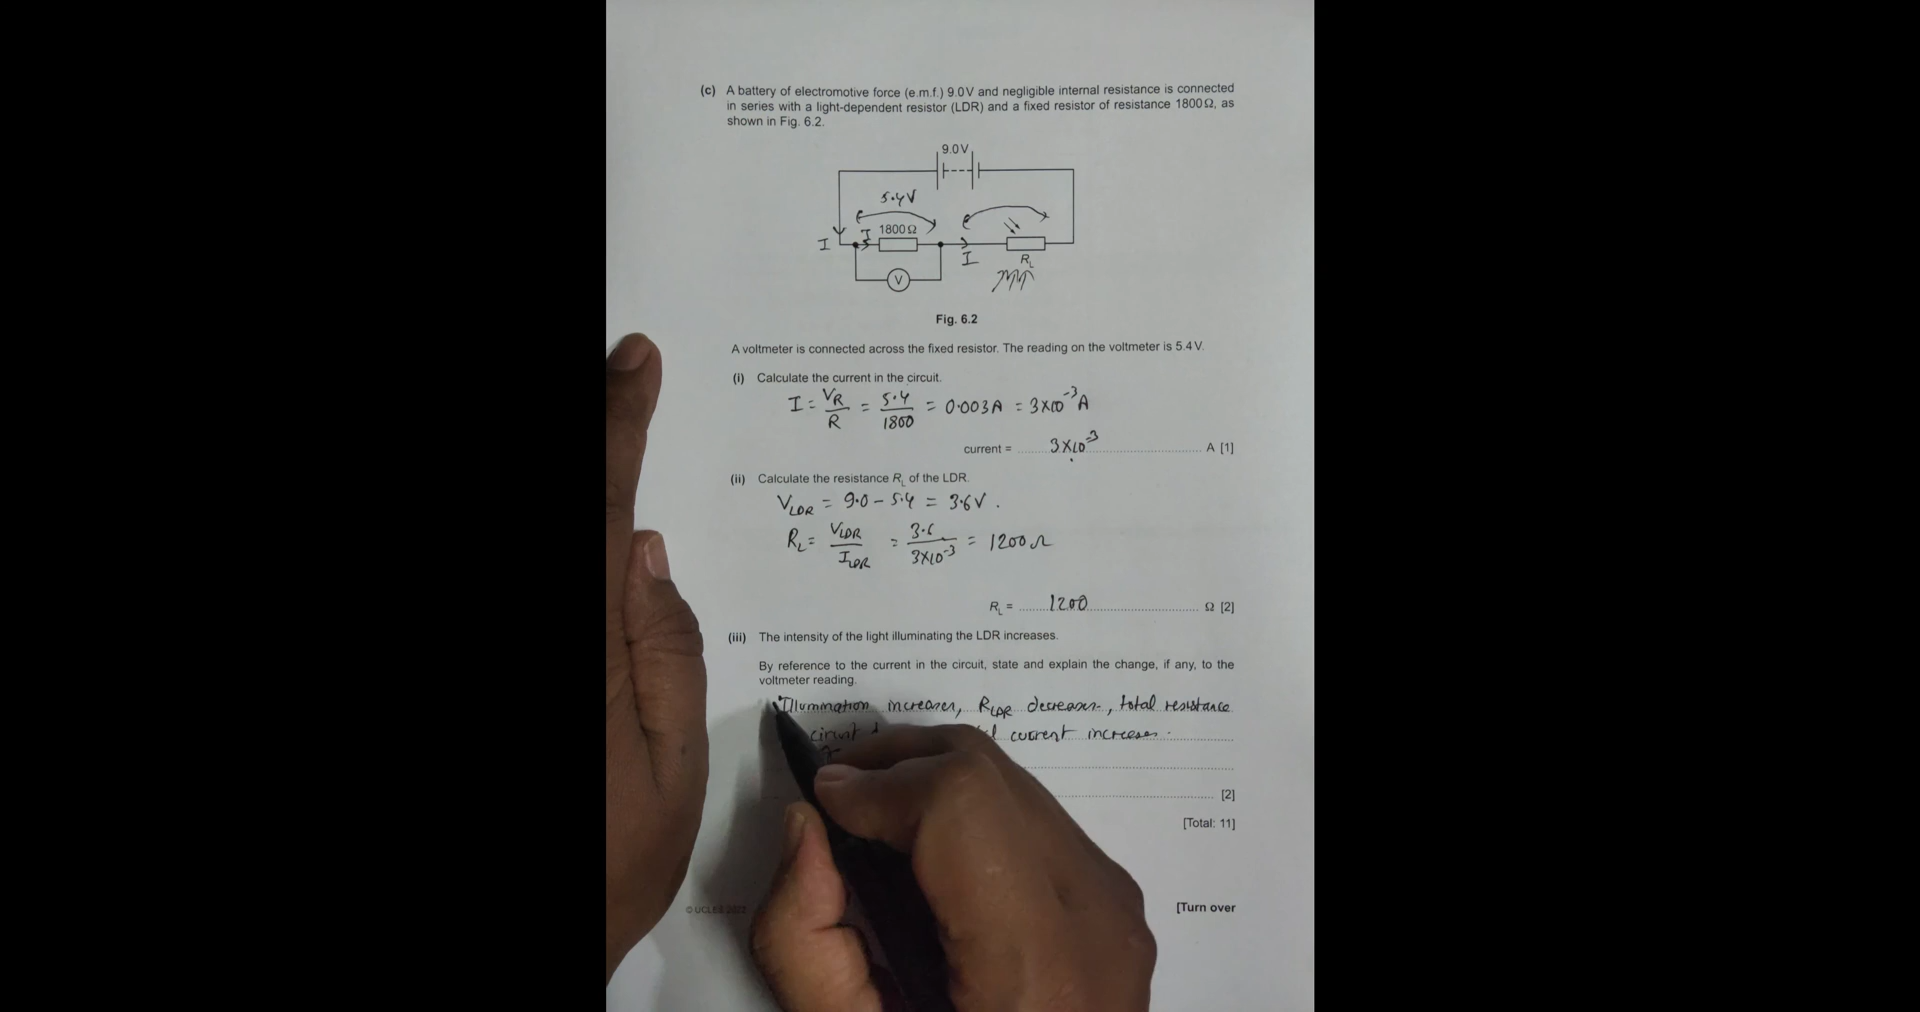 (c) A battery of electromotive force (e.m.f.) 9.0V and negligible internal resistance is connected
in series with a light-dependent resistor (LDR) and a fixed resistor of resistance 1800Ω, as
shown in Fig. 6.2.
9.0V
5.4V
I
I
1800Ω
I
R_L
V
Fig. 6.2
A voltmeter is connected across the fixed resistor. The reading on the voltmeter is 5.4V.
(i) Calculate the current in the circuit.
I = V_R / R = 5.4 / 1800 = 0.003A = 3×10⁻³A
current = 3×10⁻³ A [1]
(ii) Calculate the resistance R_L of the LDR.
V_LDR = 9.0 - 5.4 = 3.6V.
R_L = V_LDR / I_LDR = 3.6 / 3×10⁻³ = 1200Ω
R_L = 1200 Ω [2]
(iii) The intensity of the light illuminating the LDR increases.
By reference to the current in the circuit, state and explain the change, if any, to the
voltmeter reading.
Illumination increases, R_LDR decreases, total resistance
current increases.
[2]
[Total: 11]
© UCLES 2022
[Turn over